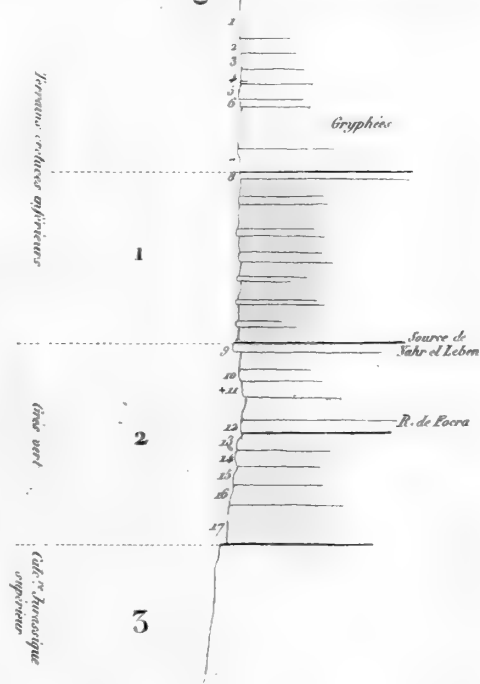 1
2
3
4
5
6
Gryphées
7
8
Terrains crétacés inférieurs
1
Source de
Nahr el Leben
9
10
+11
R. de Focra
12
13
14
15
16
Grès vert
2
17
Calc.re Jurassique
supérieur
3